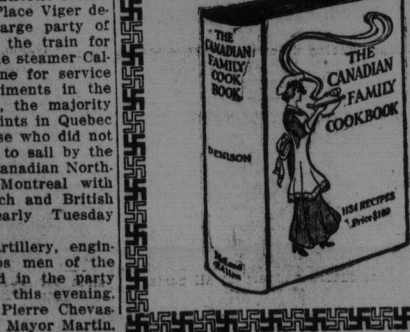 Place Viger de-
arge party of
the train for
e steamer Cal-
ne for service
iments in the
, the majority
ints in Quebec
se who did not
to sail by the
anadian North-
Montreal with
ch and British
early Tuesday
rtillery, engin-
os men of the
d in the party
this evening.
Pierre Chevas-
Mayor Martin.
THE
CANADIAN
FAMILY
COOK
BOOK
DENISON
THE
CANADIAN
FAMILY
COOKBOOK
1134 RECIPES
Price $1